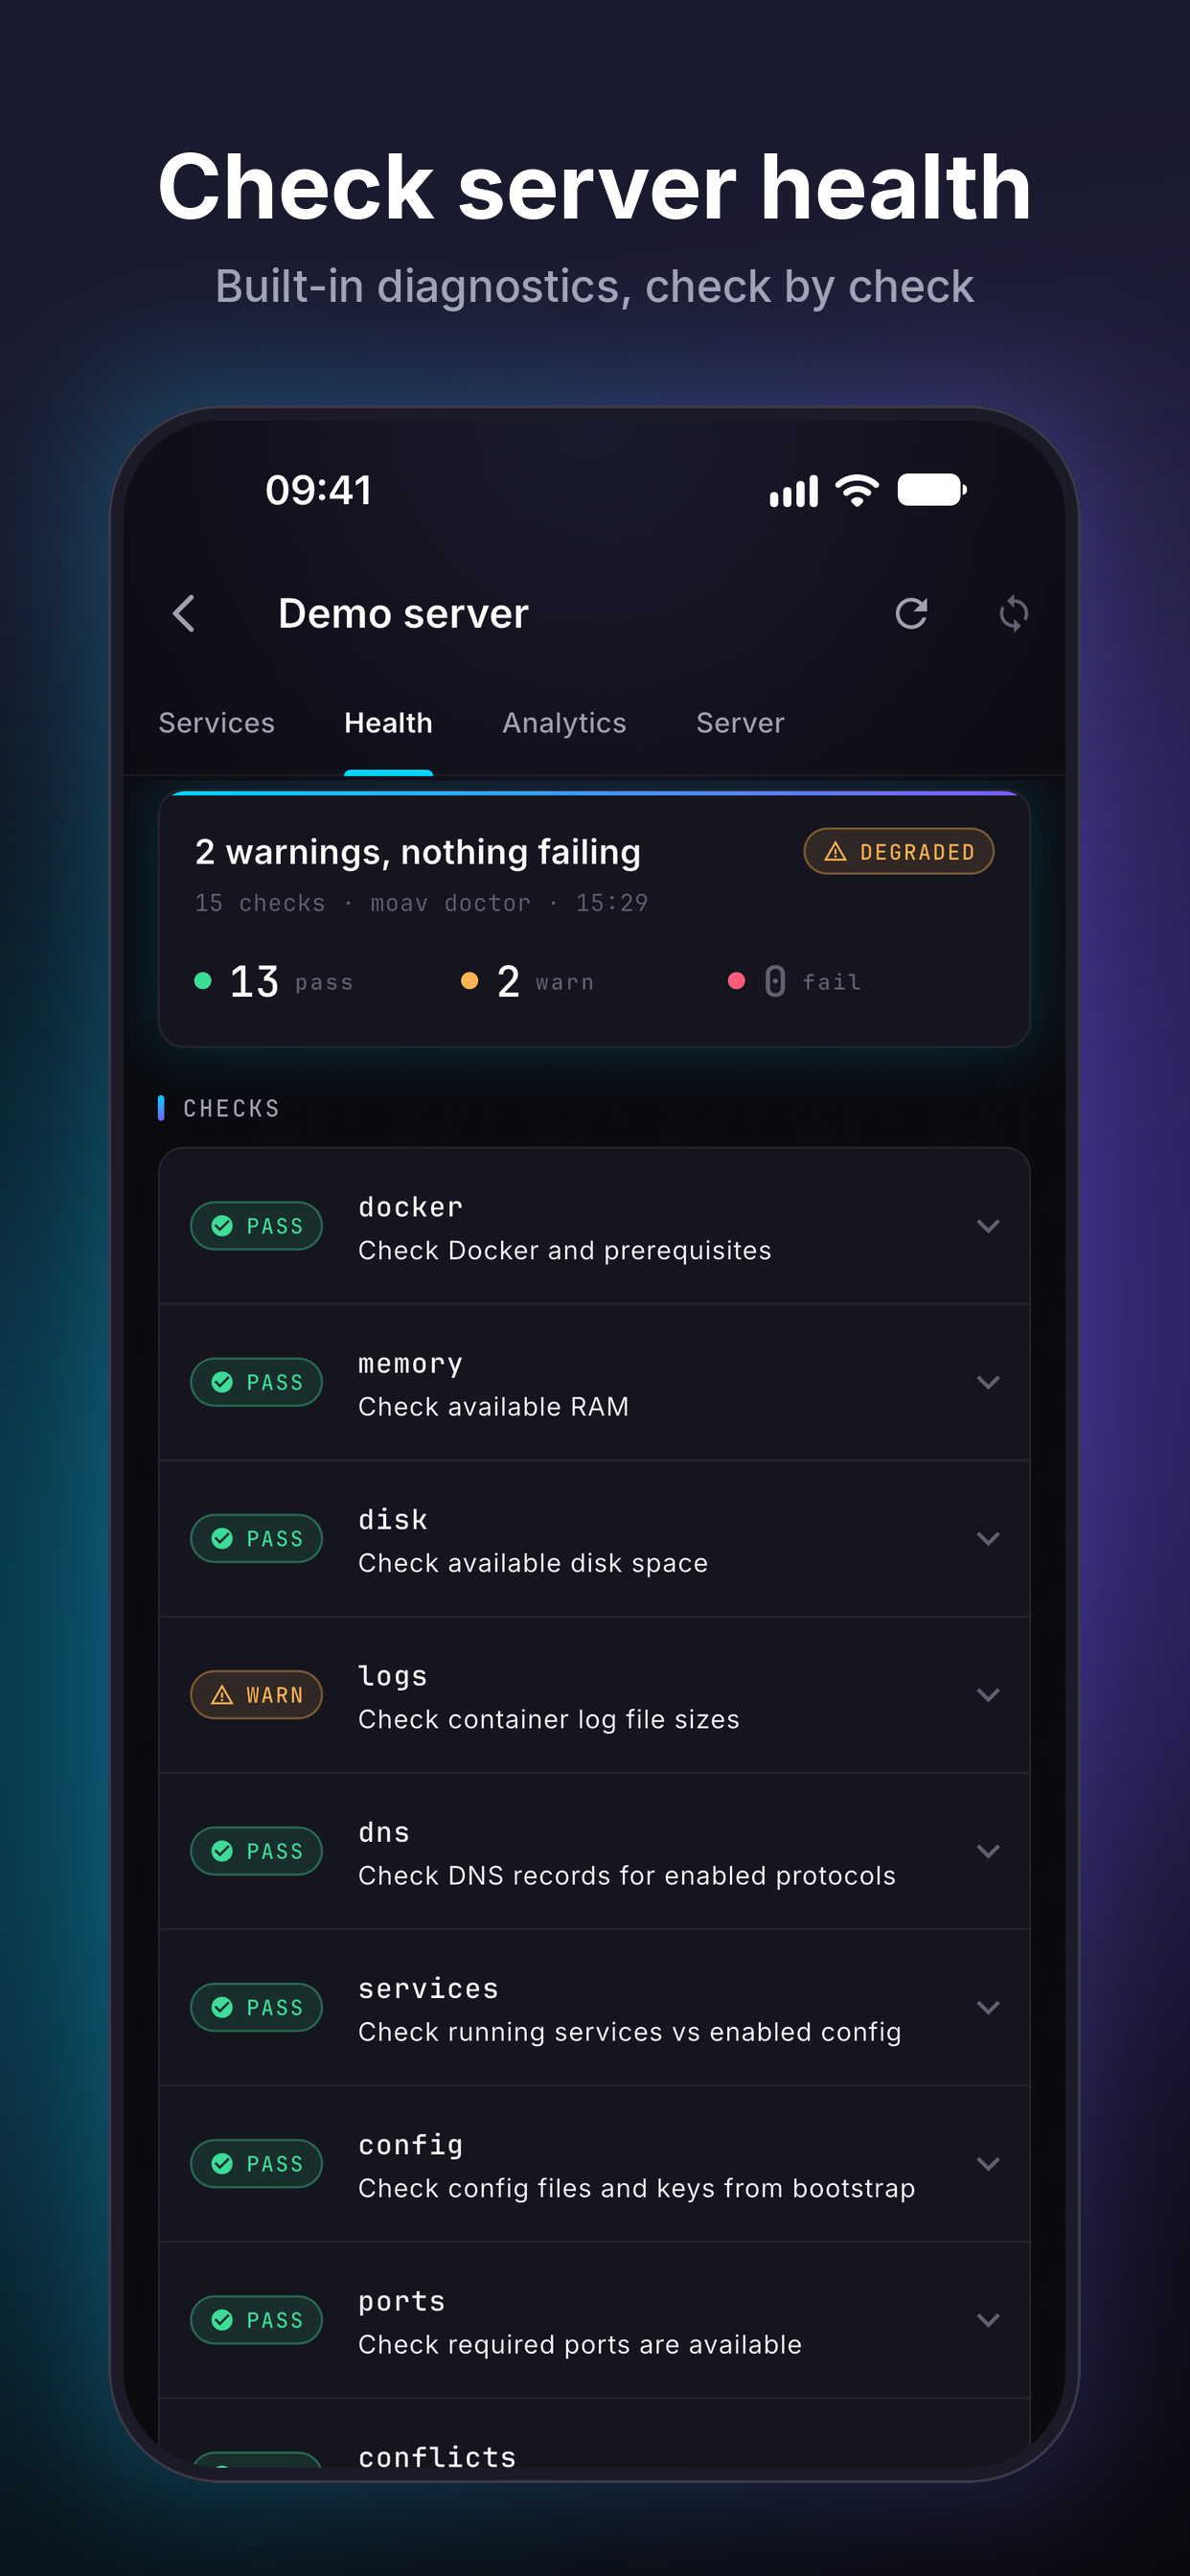 Check server health
Built-in diagnostics, check by check
09:41
Demo server
Services Health Analytics Server
2 warnings, nothing failing DEGRADED
15 checks · moav doctor · 15:29
13 pass 2 warn 0 fail
CHECKS
docker
PASS
Check Docker and prerequisites
memory
PASS
Check available RAM
disk
PASS
Check available disk space
logs
WARN
Check container log file sizes
dns
PASS
Check DNS records for enabled protocols
services
PASS
Check running services vs enabled config
config
PASS
Check config files and keys from bootstrap
ports
PASS
Check required ports are available
conflicts